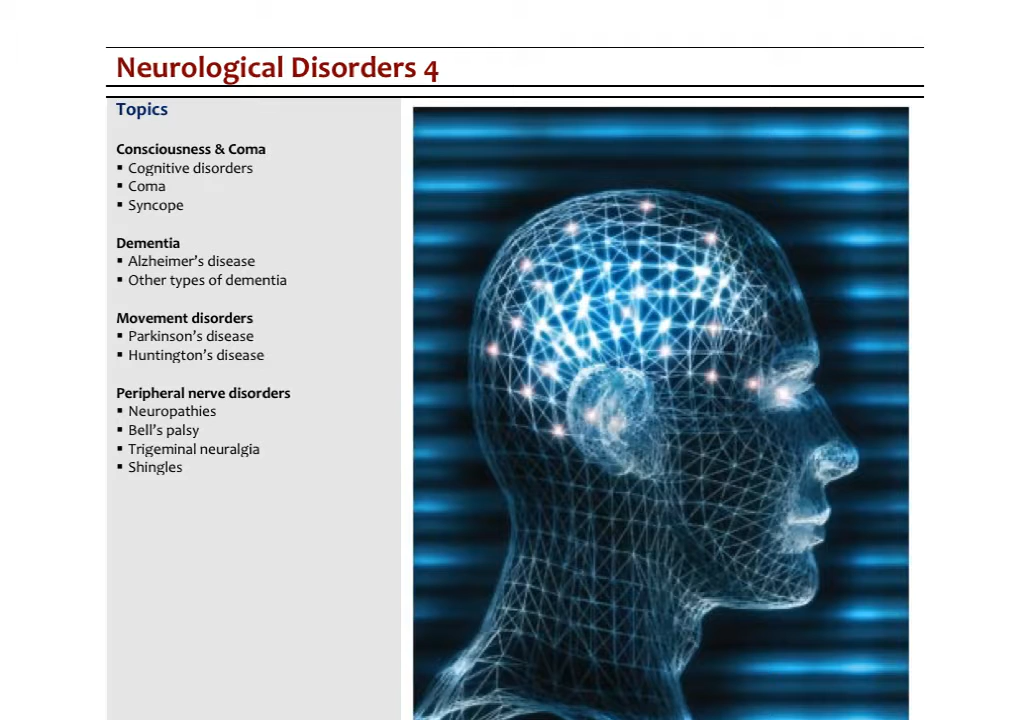 Neurological Disorders 4
Topics
Consciousness & Coma
▪ Cognitive disorders
▪ Coma
▪ Syncope
Dementia
▪ Alzheimer's disease
▪ Other types of dementia
Movement disorders
▪ Parkinson's disease
▪ Huntington's disease
Peripheral nerve disorders
▪ Neuropathies
▪ Bell's palsy
▪ Trigeminal neuralgia
▪ Shingles